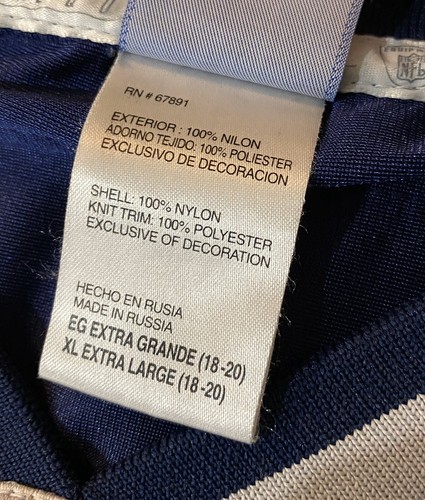 EQUIP
NFL
RN # 67891
EXTERIOR : 100% NILON
ADORNO TEJIDO: 100% POLIESTER
EXCLUSIVO DE DECORACION
SHELL: 100% NYLON
KNIT TRIM: 100% POLYESTER
EXCLUSIVE OF DECORATION
HECHO EN RUSIA
MADE IN RUSSIA
EG EXTRA GRANDE (18-20)
XL EXTRA LARGE (18-20)